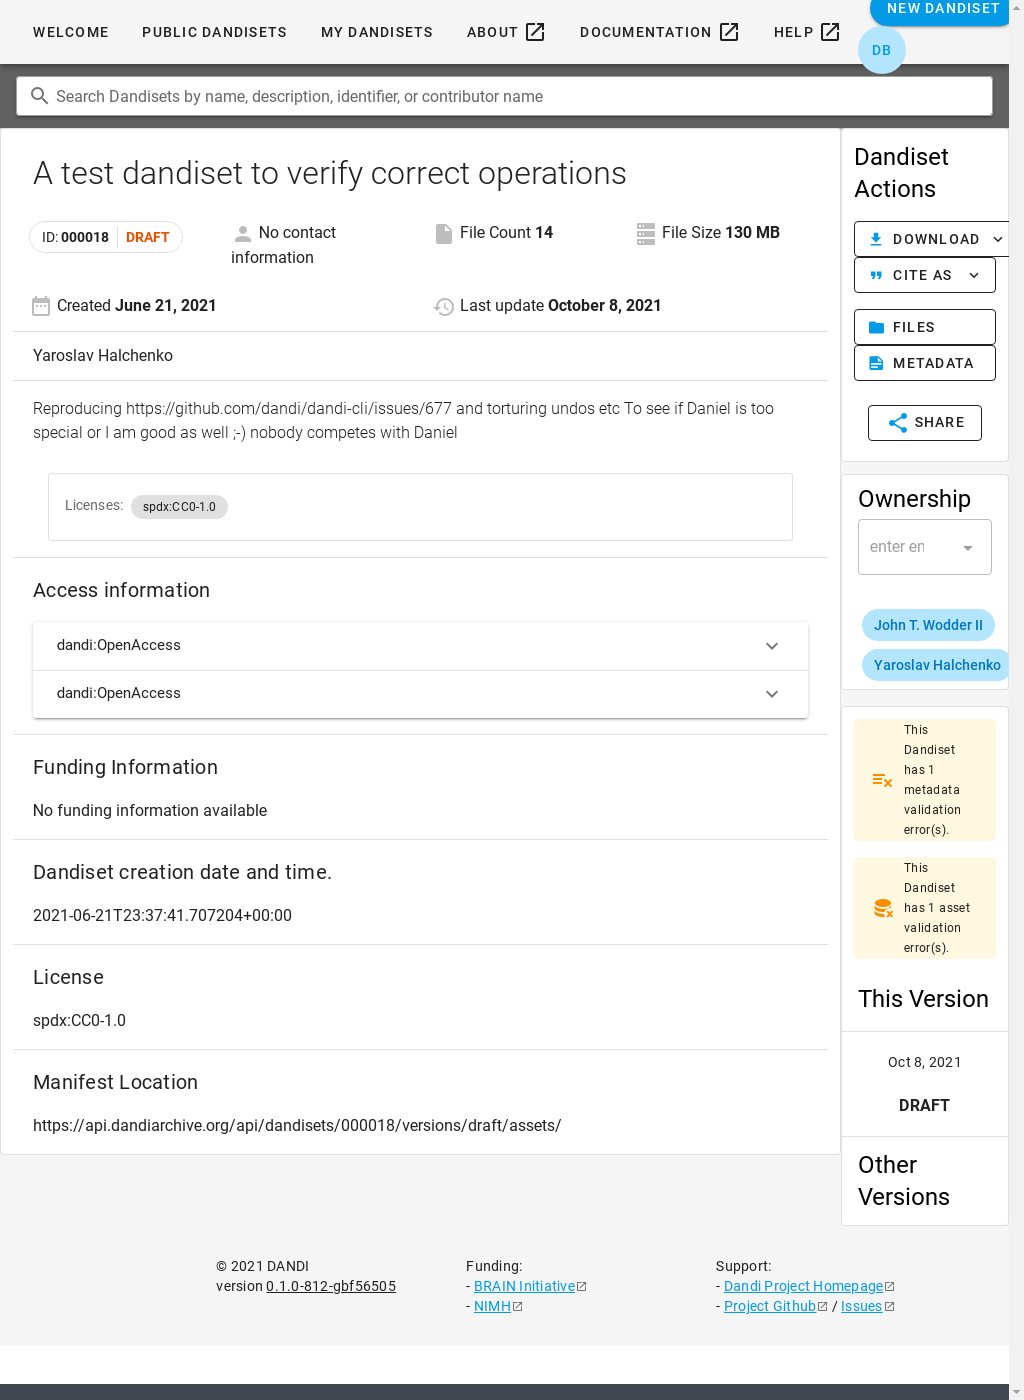 WELCOME
PUBLIC DANDISETS
MY DANDISETS
ABOUT
DOCUMENTATION
HELP
NEW DANDISET
DB
Search Dandisets by name, description, identifier, or contributor name
A test dandiset to verify correct operations
ID: 000018 DRAFT
No contact
information
File Count 14
File Size 130 MB
Created June 21, 2021
Last update October 8, 2021
Yaroslav Halchenko
Reproducing https://github.com/dandi/dandi-cli/issues/677 and torturing undos etc To see if Daniel is too
special or I am good as well ;-) nobody competes with Daniel
Licenses: spdx:CC0-1.0
Access information
dandi:OpenAccess
dandi:OpenAccess
Funding Information
No funding information available
Dandiset creation date and time.
2021-06-21T23:37:41.707204+00:00
License
spdx:CC0-1.0
Manifest Location
https://api.dandiarchive.org/api/dandisets/000018/versions/draft/assets/
Dandiset
Actions
DOWNLOAD
CITE AS
FILES
METADATA
SHARE
Ownership
enter en
John T. Wodder II
Yaroslav Halchenko
This
Dandiset
has 1
metadata
validation
error(s).
This
Dandiset
has 1 asset
validation
error(s).
This Version
Oct 8, 2021
DRAFT
Other
Versions
© 2021 DANDI
version 0.1.0-812-gbf56505
Funding:
- BRAIN Initiative
- NIMH
Support:
- Dandi Project Homepage
- Project Github / Issues